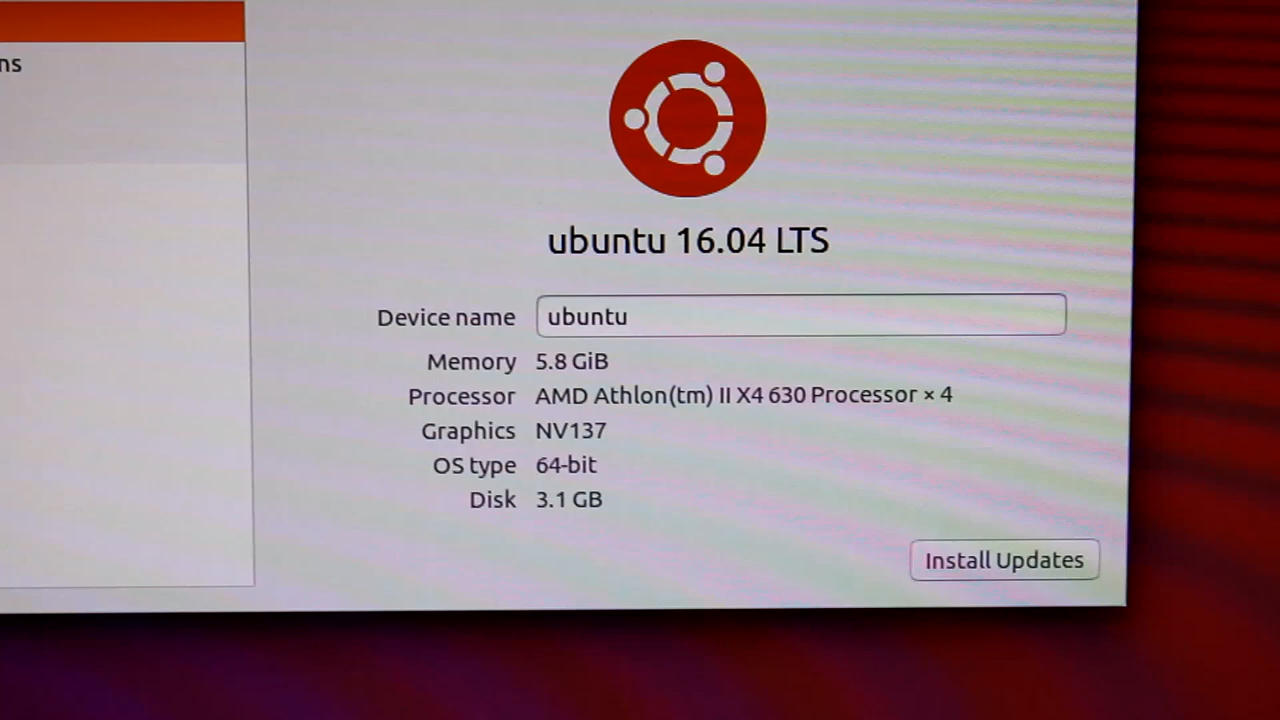 ns
ubuntu 16.04 LTS
Device name ubuntu
Memory 5.8 GiB
Processor AMD Athlon(tm) II X4 630 Processor × 4
Graphics NV137
OS type 64-bit
Disk 3.1 GB
Install Updates